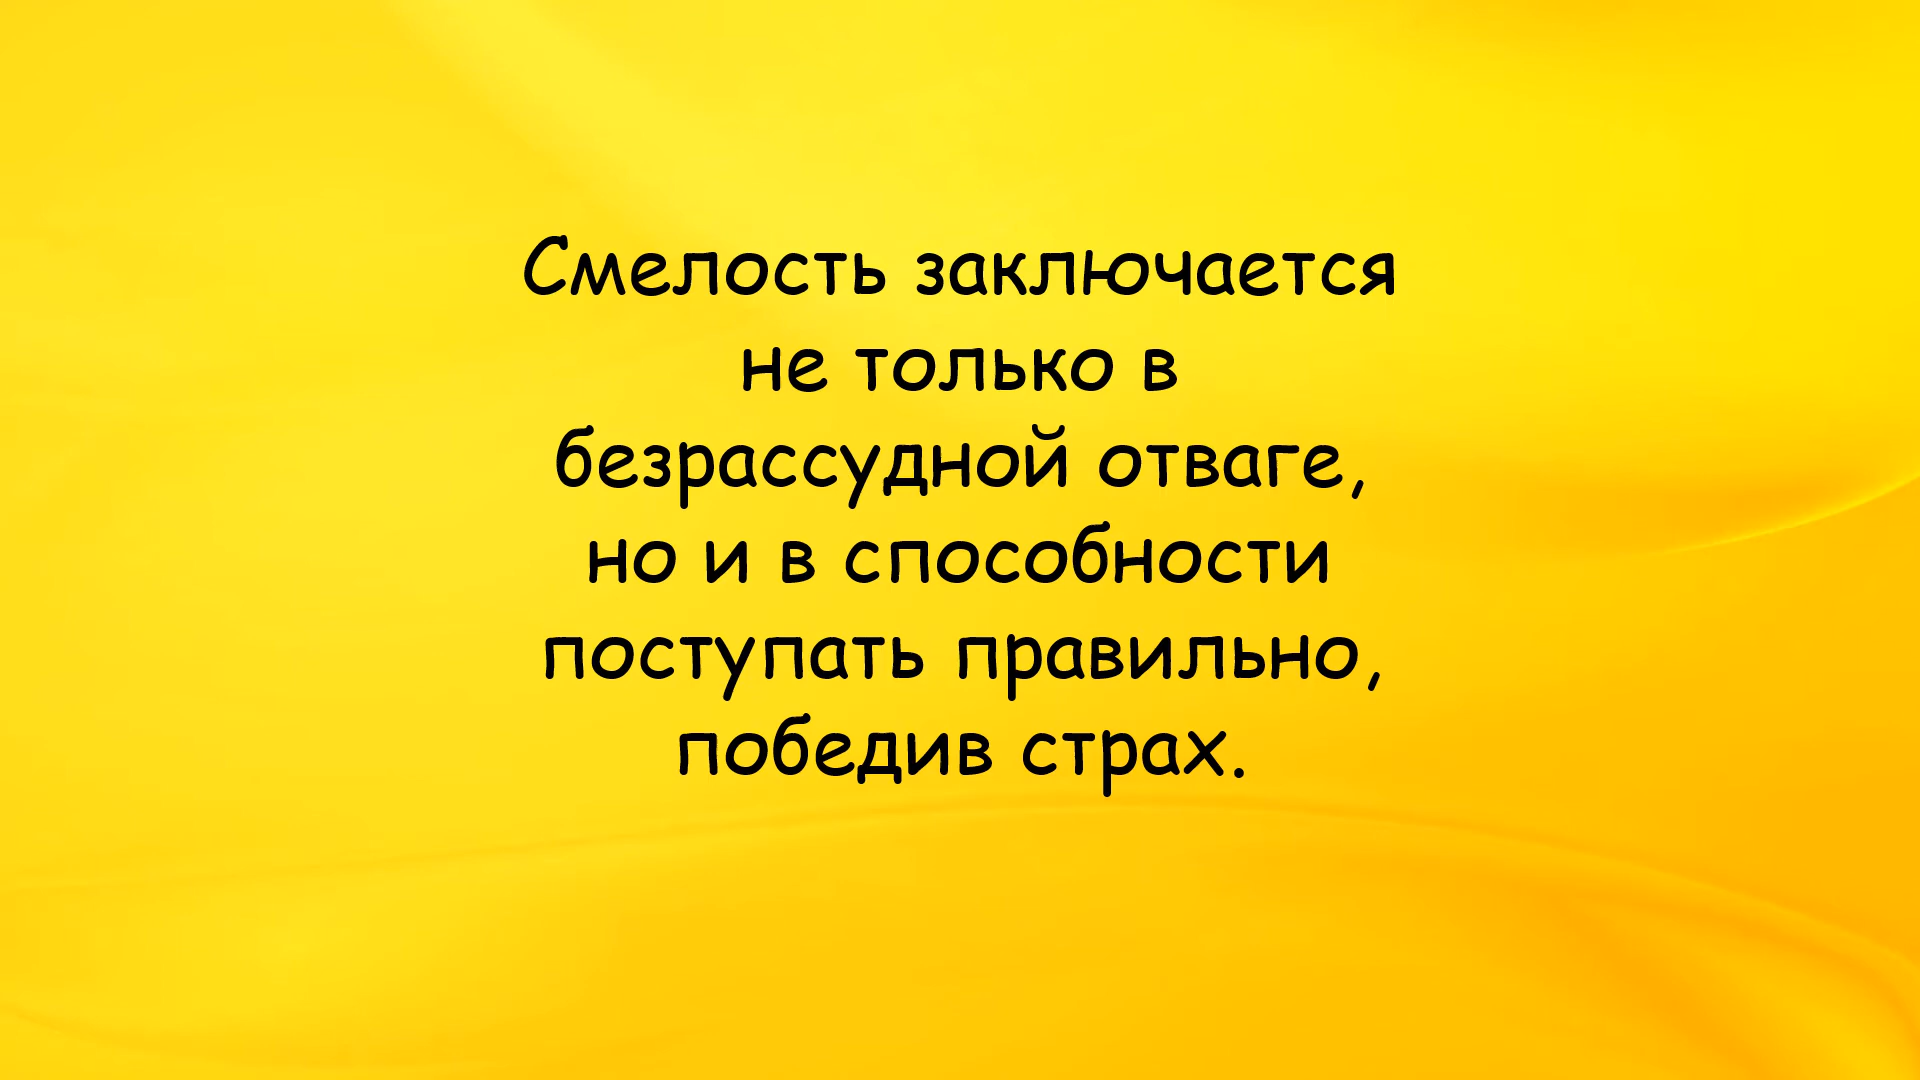 Смелость заключается
не только в
безрассудной отваге,
но и в способности
поступать правильно,
победив страх.